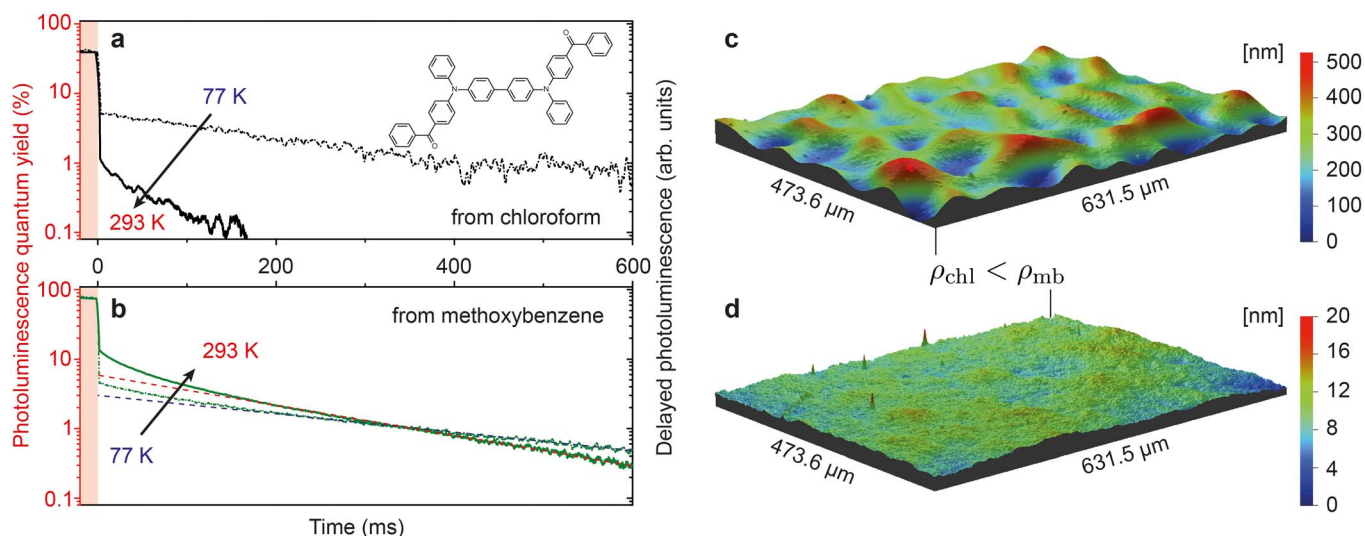 Photoluminescence quantum yield (%)
a
100
10
1
0.1
77 K
293 K
from chloroform
O
N
N
O
0
200
400
600
b
100
10
1
0.1
from methoxybenzene
293 K
77 K
Time (ms)
Delayed photoluminescence (arb. units)
c
[nm]
500
400
300
200
100
0
473.6 µm
631.5 µm
ρchl < ρmb
d
[nm]
20
16
12
8
4
0
473.6 µm
631.5 µm